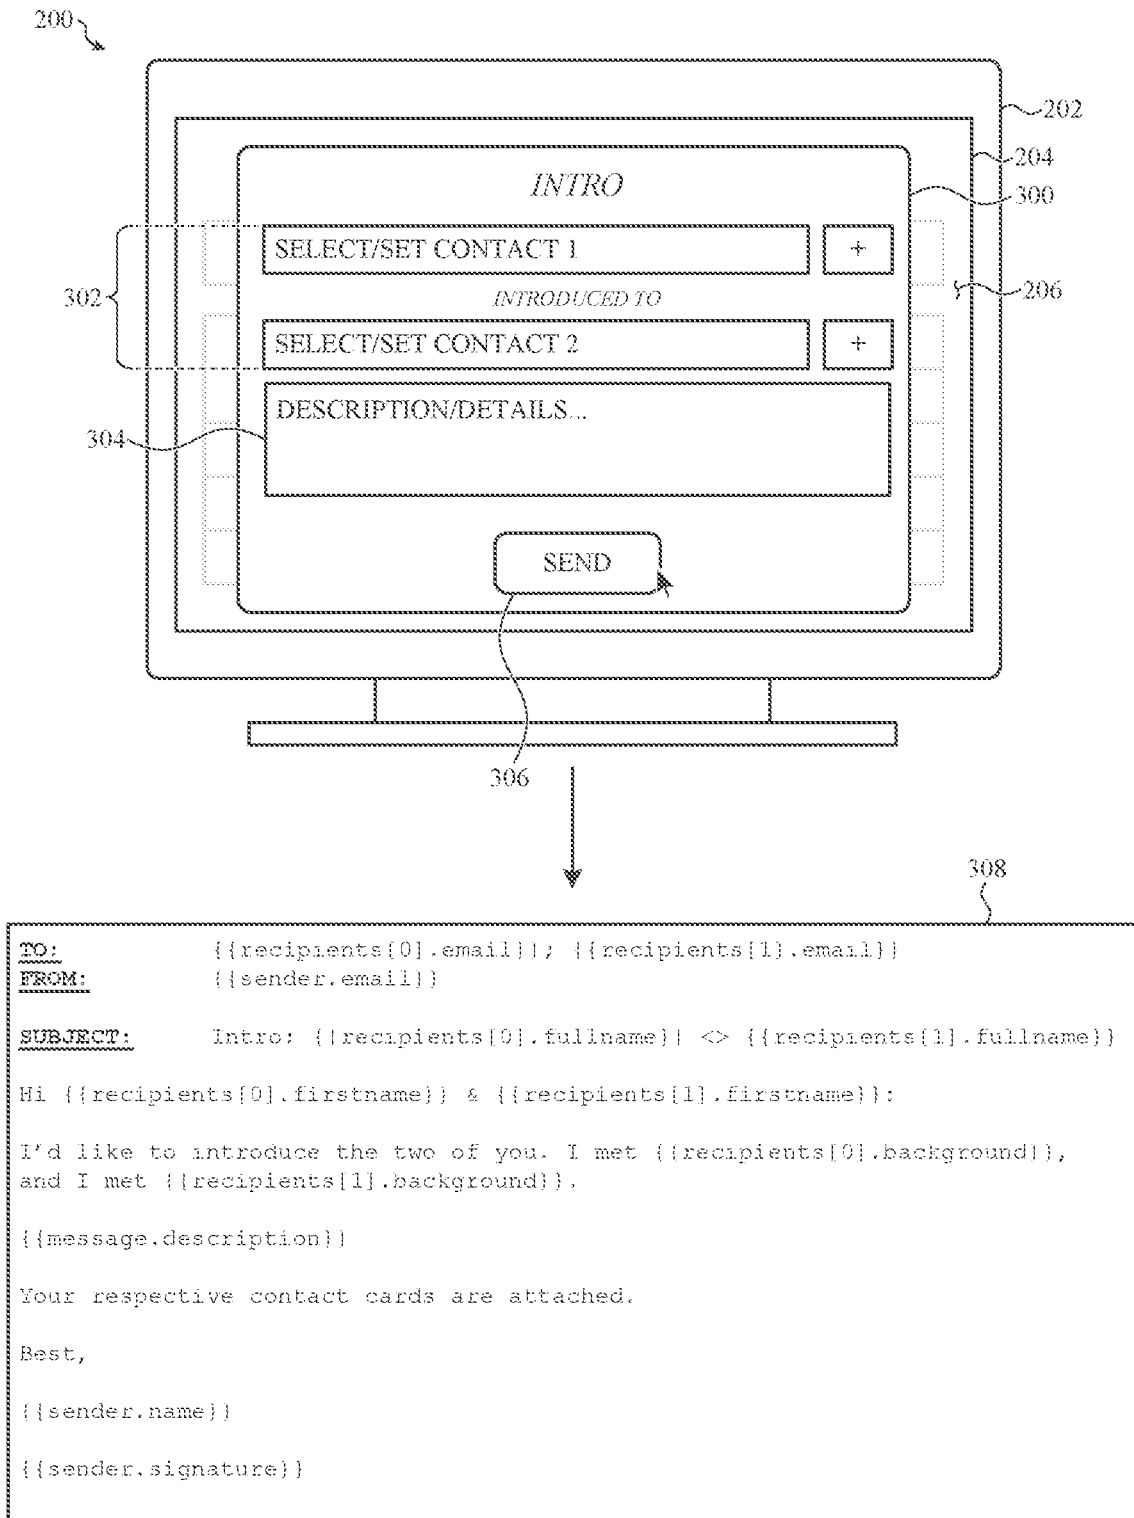 200
202
204
INTRO
300
SELECT/SET CONTACT 1 +
302
INTRODUCED TO
206
SELECT/SET CONTACT 2 +
DESCRIPTION/DETAILS...
304
SEND
306
308
TO: {{recipients[0].email}}; {{recipients[1].email}}
FROM: {{sender.email}}
SUBJECT: Intro: {{recipients[0].fullname}} <> {{recipients[1].fullname}}
Hi {{recipients[0].firstname}} & {{recipients[1].firstname}}:
I'd like to introduce the two of you. I met {{recipients[0].background}},
and I met {{recipients[1].background}}.
{{message.description}}
Your respective contact cards are attached.
Best,
{{sender.name}}
{{sender.signature}}